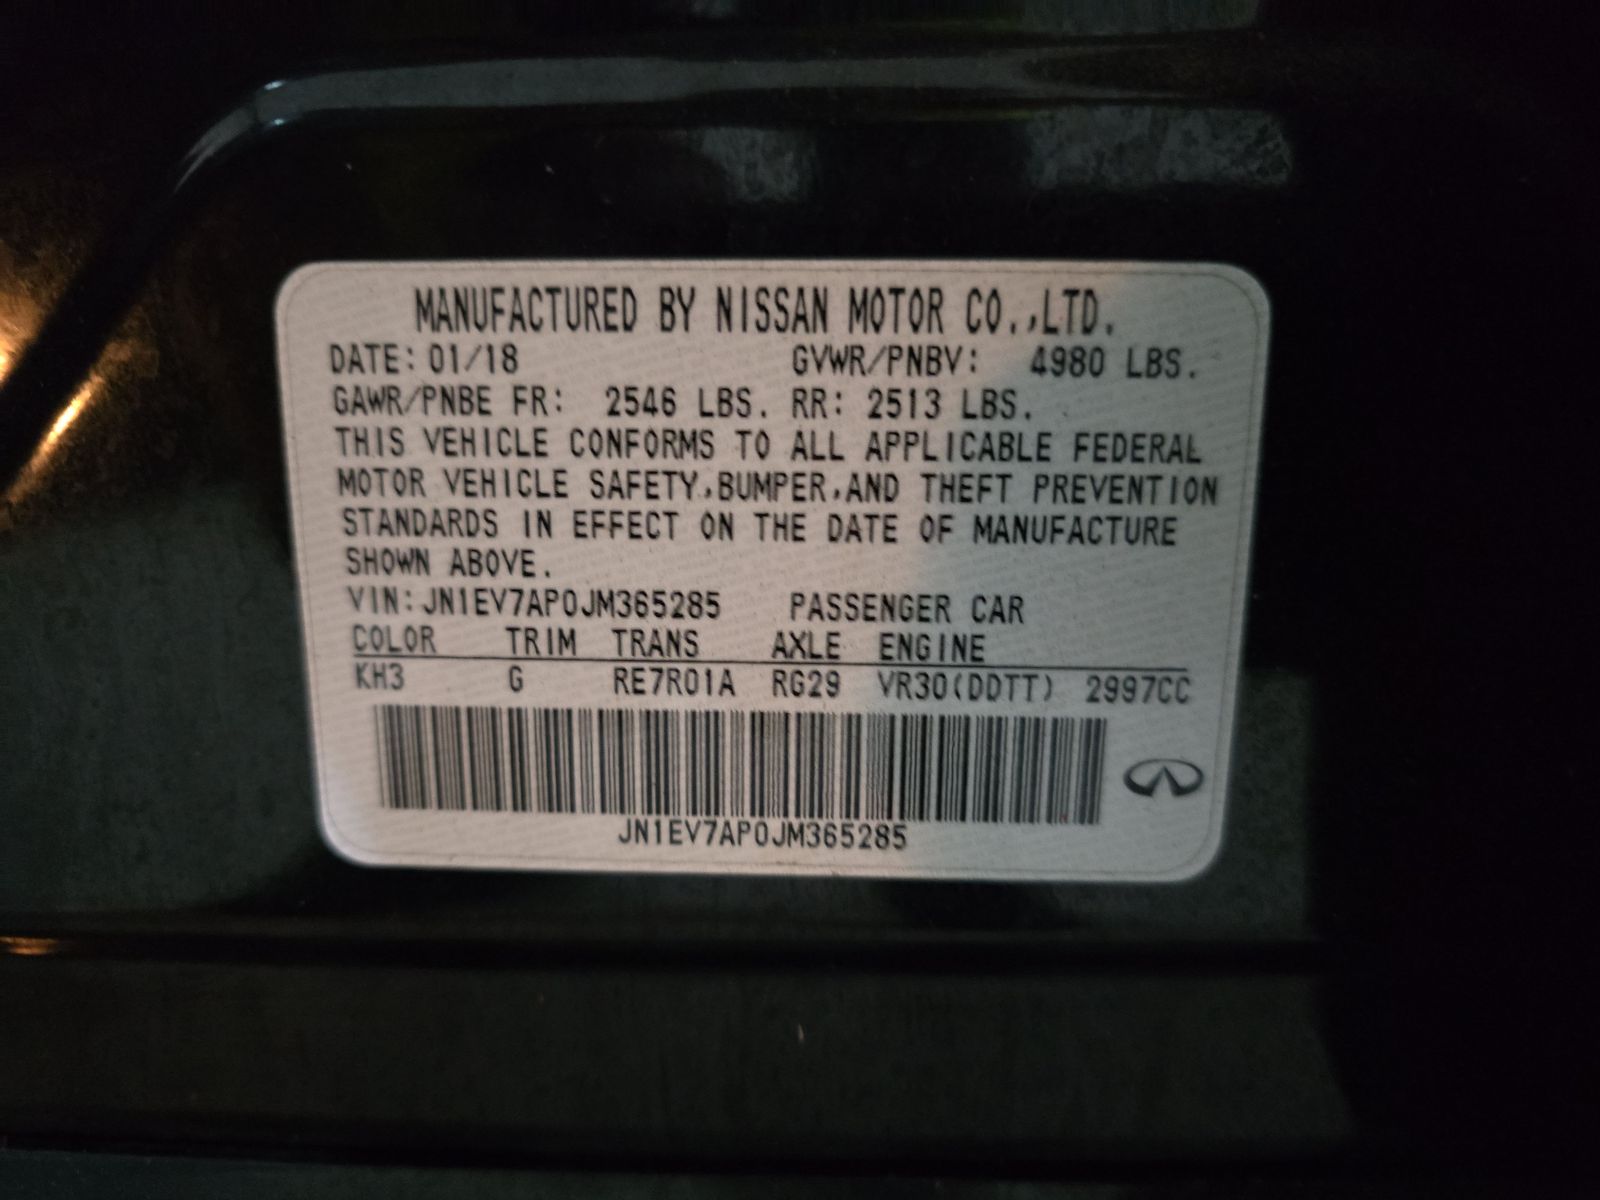 MANUFACTURED BY NISSAN MOTOR CO.,LTD.
DATE: 01/18 GVWR/PNBV: 4980 LBS.
GAWR/PNBE FR: 2546 LBS. RR: 2513 LBS.
THIS VEHICLE CONFORMS TO ALL APPLICABLE FEDERAL
MOTOR VEHICLE SAFETY,BUMPER,AND THEFT PREVENTION
STANDARDS IN EFFECT ON THE DATE OF MANUFACTURE
SHOWN ABOVE.
VIN:JN1EV7AP0JM365285 PASSENGER CAR
COLOR TRIM TRANS AXLE ENGINE
KH3 G RE7R01A RG29 VR30(DDTT) 2997CC
JN1EV7AP0JM365285